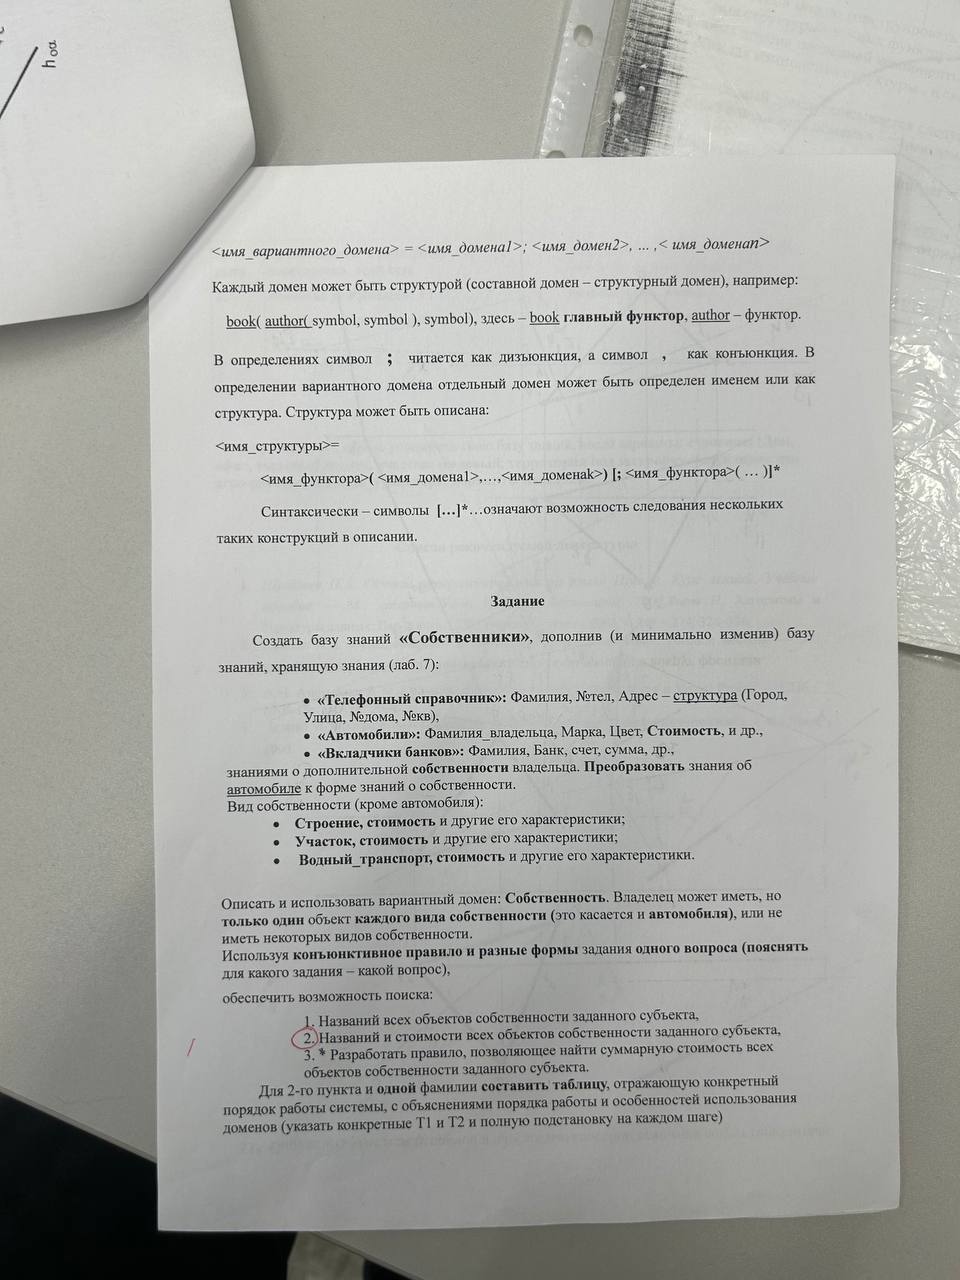 hоа
<имя_вариантного_домена> = <имя_домена1>; <имя_домен2>, ... ,< имя_доменап>
Каждый домен может быть структурой (составной домен – структурный домен), например:
book( author( symbol, symbol ), symbol), здесь – book главный функтор, author – функтор.
В определениях символ ; читается как дизъюнкция, а символ , как конъюнкция. В
определении вариантного домена отдельный домен может быть определен именем или как
структура. Структура может быть описана:
<имя_структуры>=
<имя_функтора>( <имя_домена1>,…,<имя_доменak>) [; <имя_функтора>( … )]*
Синтаксически – символы […]*…означают возможность следования нескольких
таких конструкций в описании.
Задание
Создать базу знаний «Собственники», дополнив (и минимально изменив) базу
знаний, хранящую знания (лаб. 7):
• «Телефонный справочник»: Фамилия, №тел, Адрес – структура (Город,
Улица, №дома, №кв),
• «Автомобили»: Фамилия_владельца, Марка, Цвет, Стоимость, и др.,
• «Вкладчики банков»: Фамилия, Банк, счет, сумма, др.,
знаниями о дополнительной собственности владельца. Преобразовать знания об
автомобиле к форме знаний о собственности.
Вид собственности (кроме автомобиля):
• Строение, стоимость и другие его характеристики;
• Участок, стоимость и другие его характеристики;
• Водный_транспорт, стоимость и другие его характеристики.
Описать и использовать вариантный домен: Собственность. Владелец может иметь, но
только один объект каждого вида собственности (это касается и автомобиля), или не
иметь некоторых видов собственности.
Используя конъюнктивное правило и разные формы задания одного вопроса (пояснять
для какого задания – какой вопрос),
обеспечить возможность поиска:
1. Названий всех объектов собственности заданного субъекта,
2. Названий и стоимости всех объектов собственности заданного субъекта,
3. * Разработать правило, позволяющее найти суммарную стоимость всех
объектов собственности заданного субъекта.
Для 2-го пункта и одной фамилии составить таблицу, отражающую конкретный
порядок работы системы, с объяснениями порядка работы и особенностей использования
доменов (указать конкретные Т1 и Т2 и полную подстановку на каждом шаге)